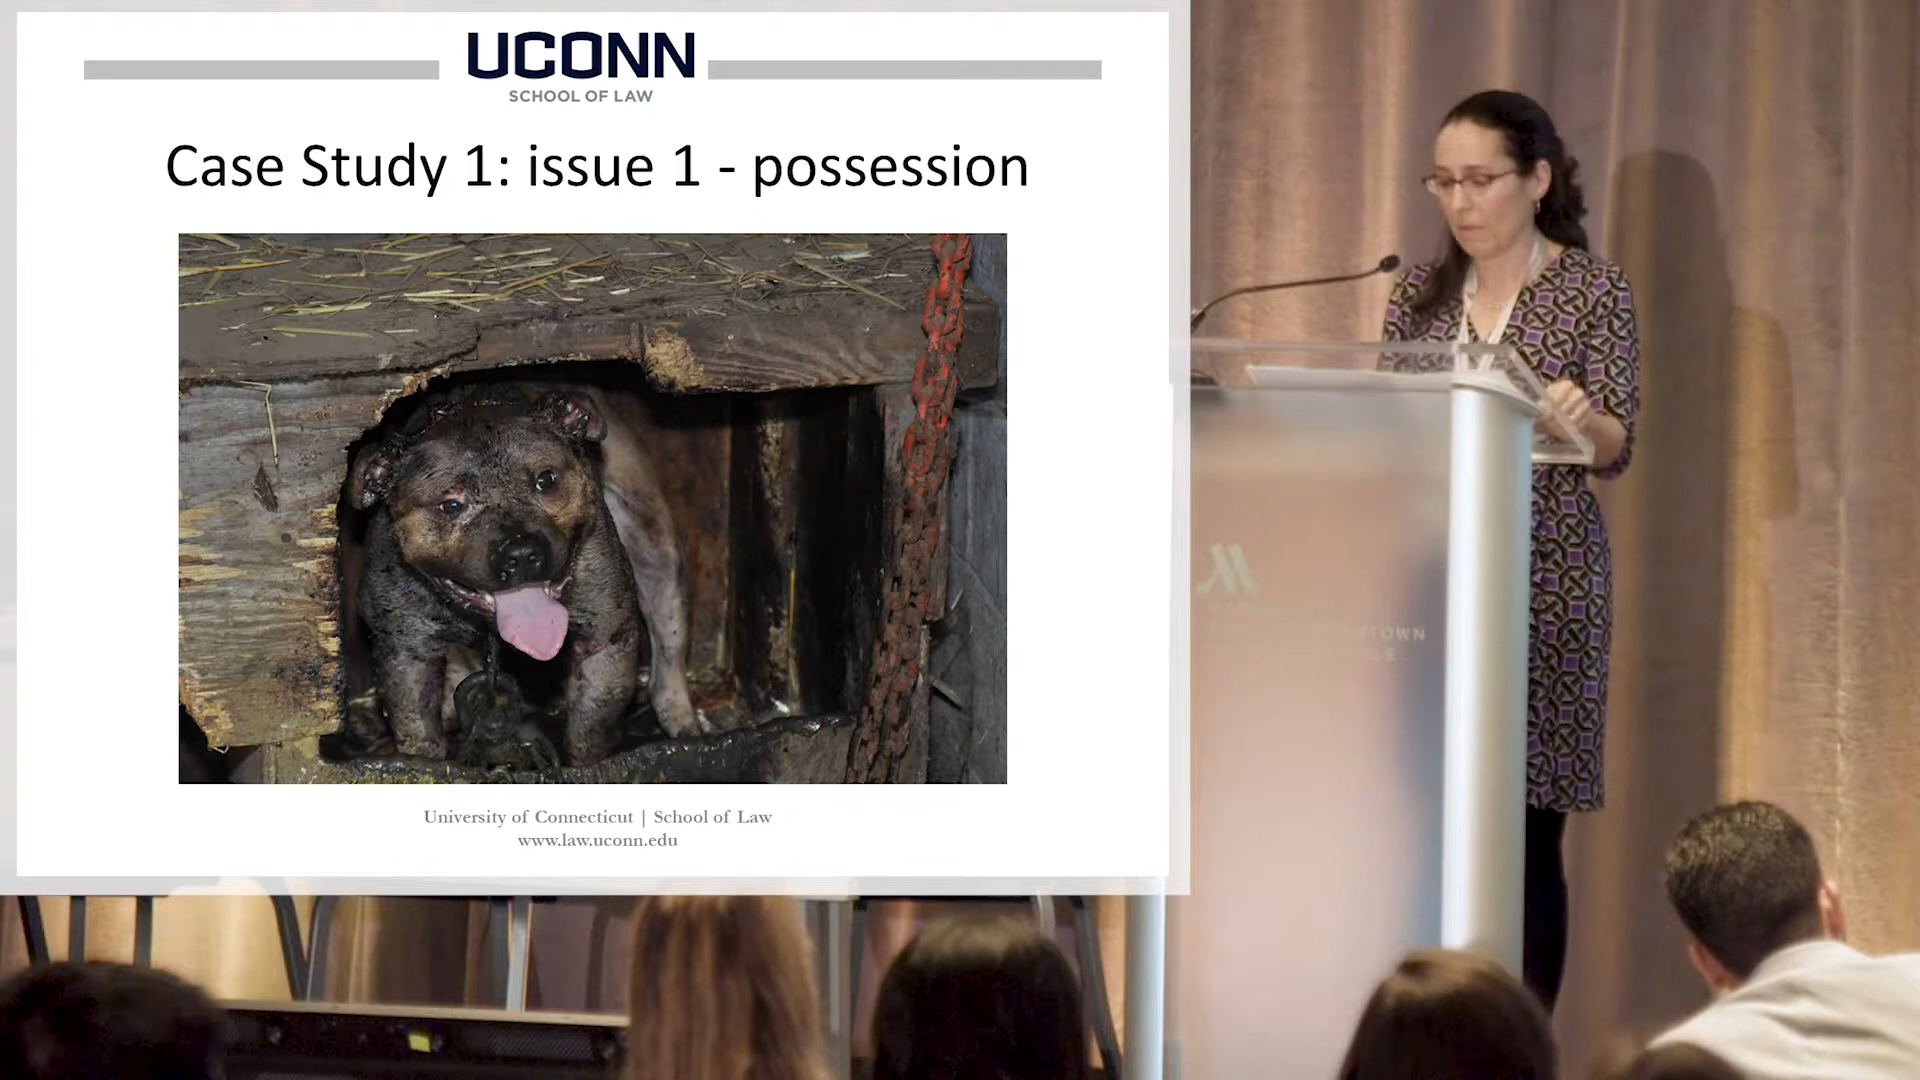 UCONN
SCHOOL OF LAW
Case Study 1: issue 1 - possession
University of Connecticut | School of Law
www.law.uconn.edu